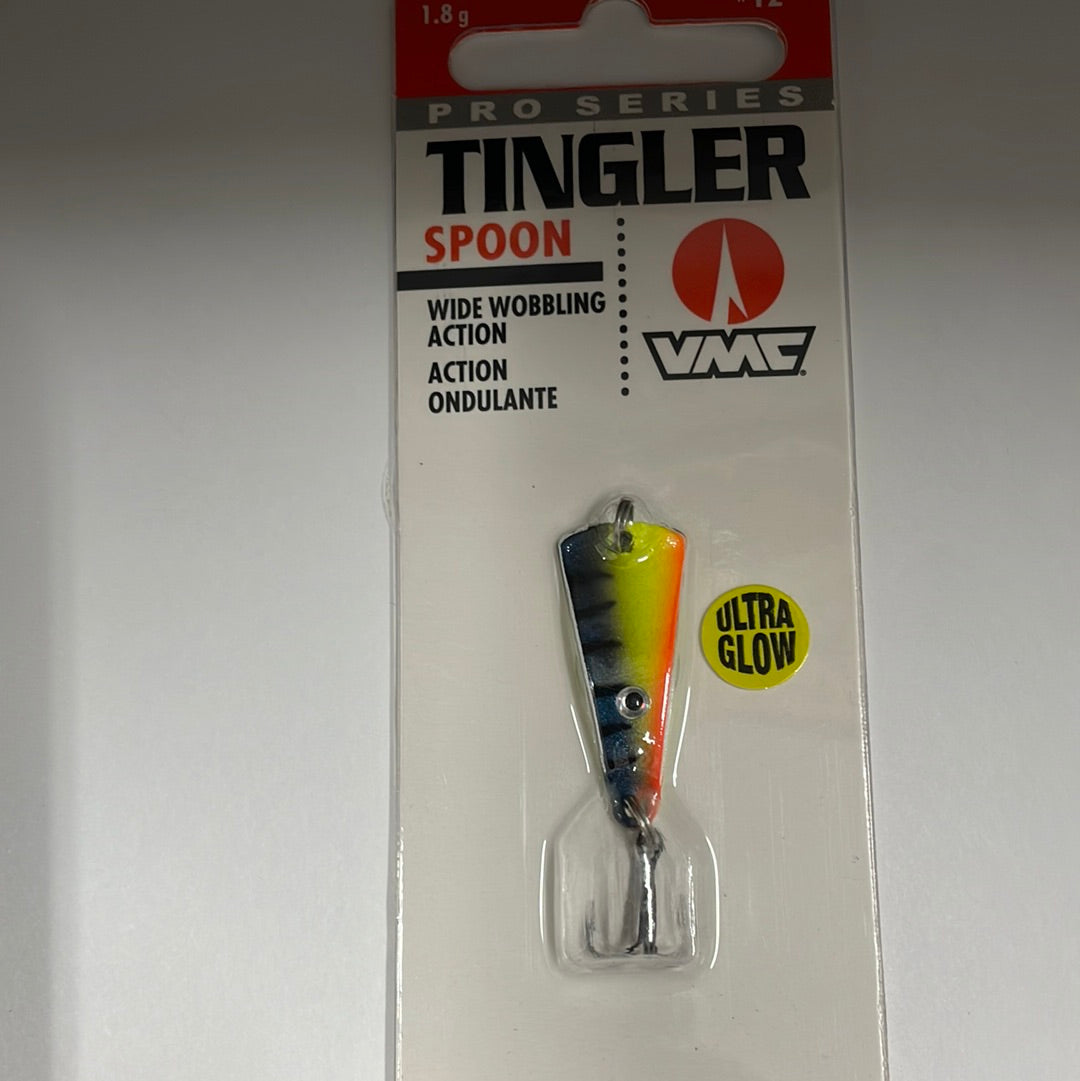 1.8 g
PRO SERIES
TINGLER
SPOON
WIDE WOBBLING
ACTION
ACTION
ONDULANTE
VMC®
ULTRA
GLOW